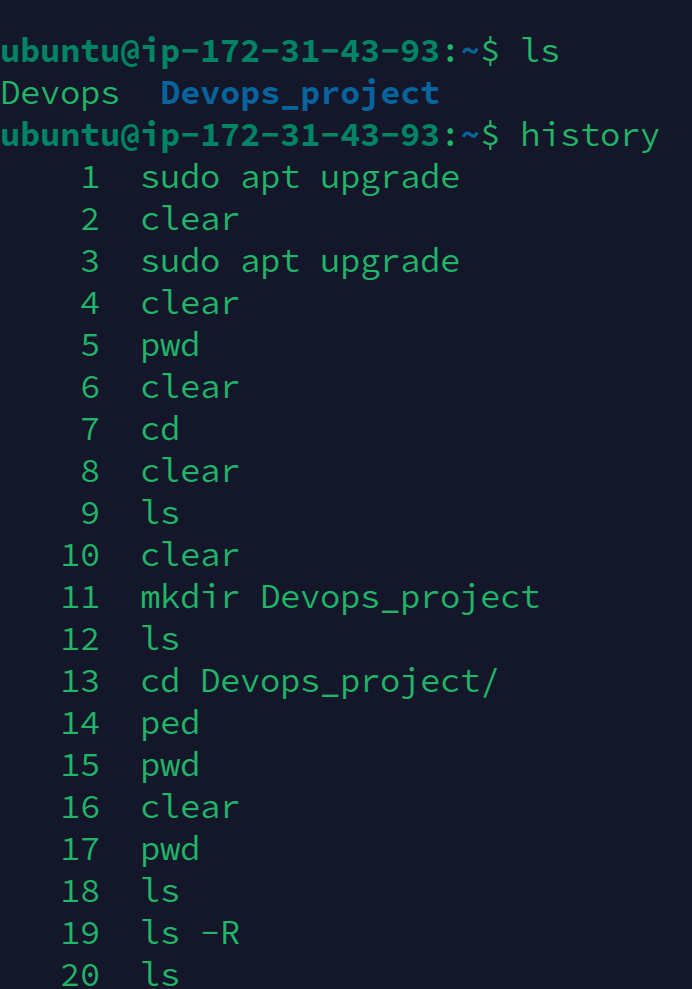 ubuntu@ip-172-31-43-93:~$ ls
Devops  Devops_project
ubuntu@ip-172-31-43-93:~$ history
    1  sudo apt upgrade
    2  clear
    3  sudo apt upgrade
    4  clear
    5  pwd
    6  clear
    7  cd
    8  clear
    9  ls
   10  clear
   11  mkdir Devops_project
   12  ls
   13  cd Devops_project/
   14  ped
   15  pwd
   16  clear
   17  pwd
   18  ls
   19  ls -R
   20  ls